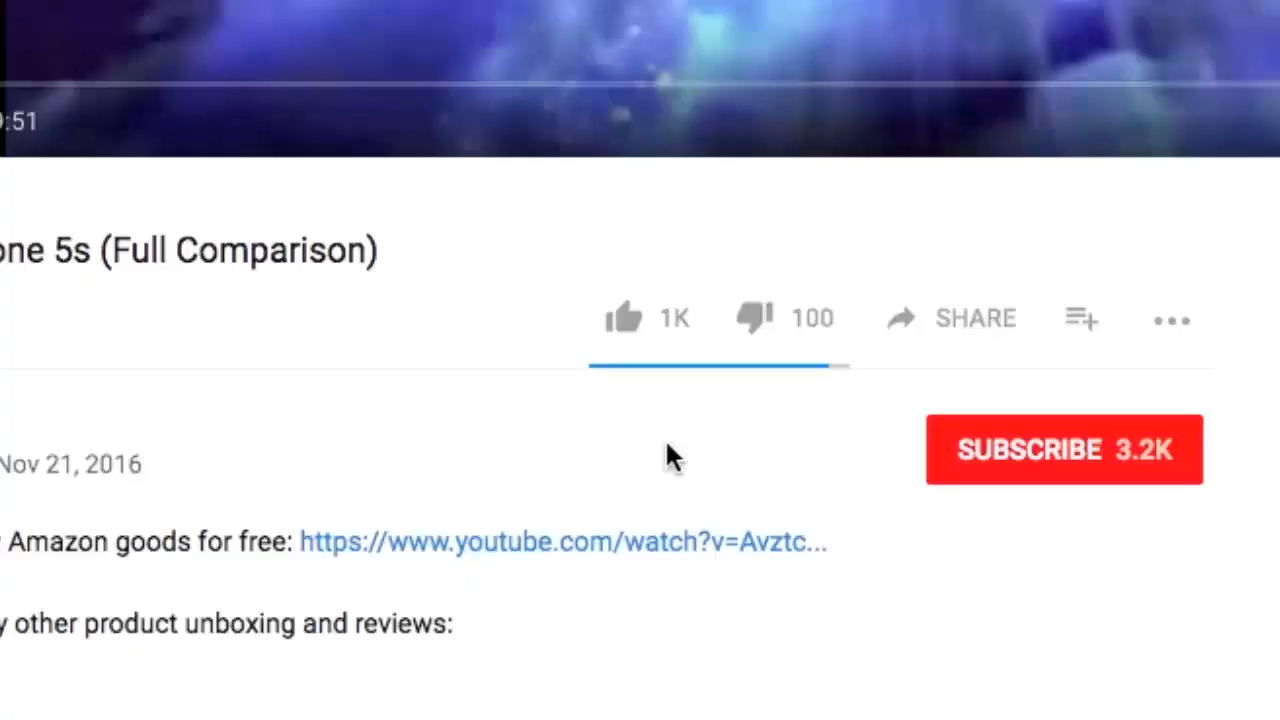 :51
one 5s (Full Comparison)
1K 100 SHARE
SUBSCRIBE 3.2K
Nov 21, 2016
Amazon goods for free: https://www.youtube.com/watch?v=Avztc...
y other product unboxing and reviews: